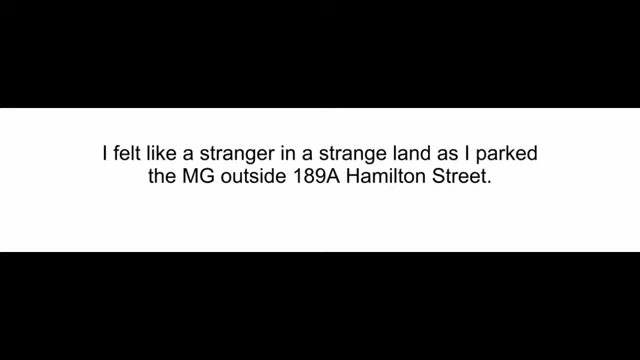 I felt like a stranger in a strange land as I parked
the MG outside 189A Hamilton Street.